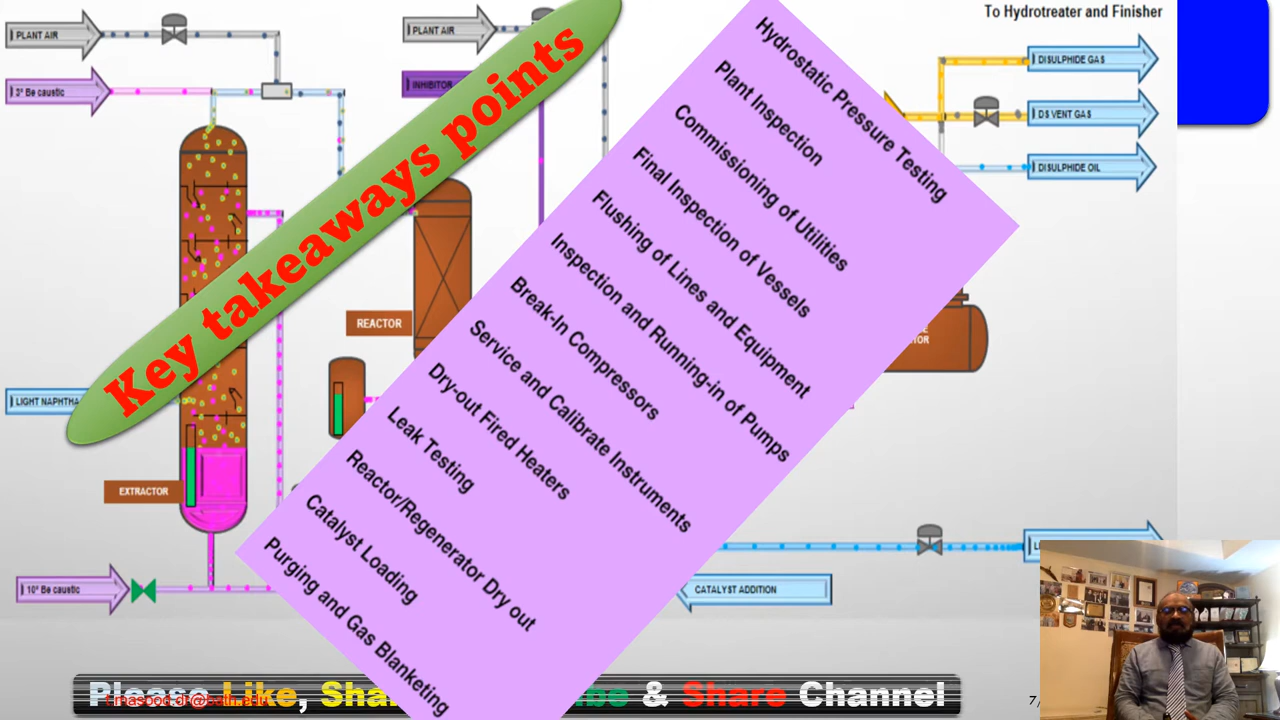 To Hydrotreater and Finisher
PLANT AIR
PLANT AIR
DISULPHIDE GAS
2° Be caustic
INHIBITOR
DS VENT GAS
DISULPHIDE OIL
Key takeaways points
Hydrostatic Pressure Testing
Plant Inspection
Commissioning of Utilities
Final Inspection of Vessels
Flushing of Lines and Equipment
Inspection and Running-in of Pumps
Break-In Compressors
Service and Calibrate Instruments
Dry-out Fired Heaters
Leak Testing
Reactor/Regenerator Dry out
Catalyst Loading
Purging and Gas Blanketing
REACTOR
LIGHT NAPHTHA
EXTRACTOR
10° Be caustic
CATALYST ADDITION
Please Like, & Share Channel